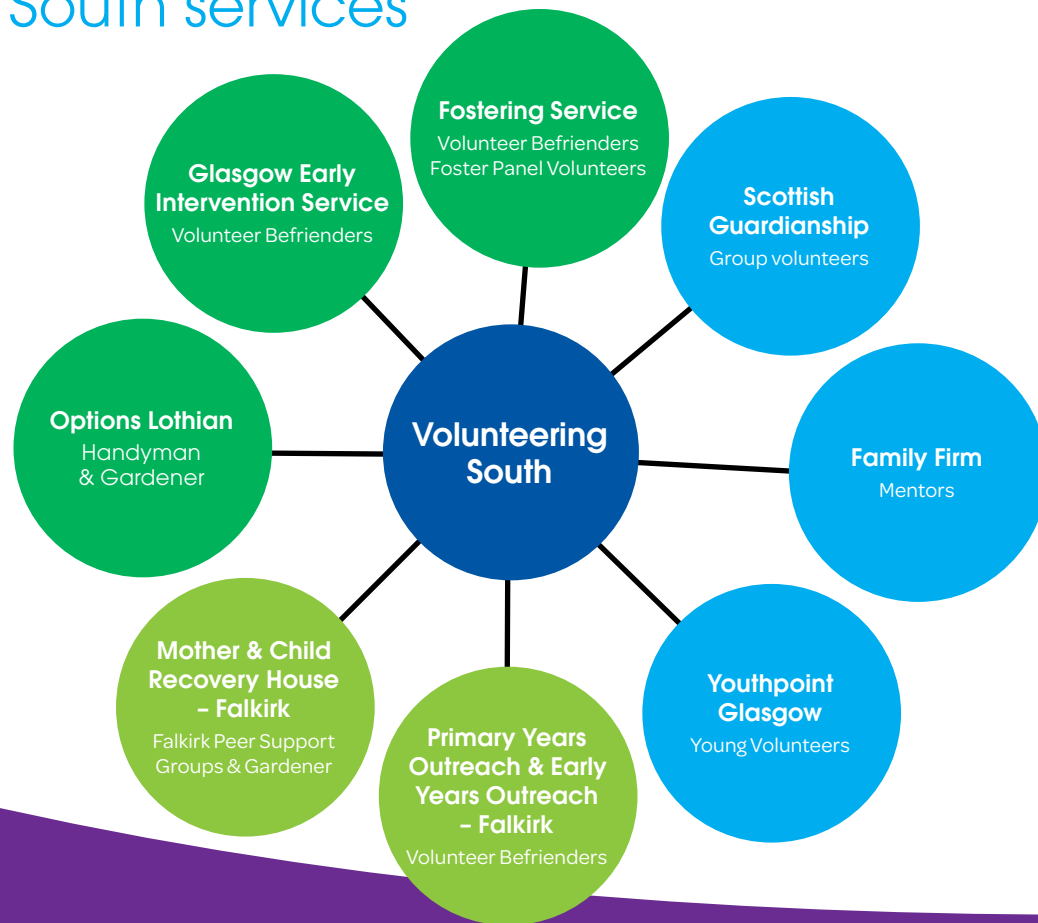 South services
Fostering Service
Volunteer Befrienders
Foster Panel Volunteers
Glasgow Early
Intervention Service
Volunteer Befrienders
Scottish
Guardianship
Group volunteers
Options Lothian
Handyman
& Gardener
Volunteering
South
Family Firm
Mentors
Mother & Child
Recovery House
– Falkirk
Falkirk Peer Support
Groups & Gardener
Primary Years
Outreach & Early
Years Outreach
– Falkirk
Volunteer Befrienders
Youthpoint
Glasgow
Young Volunteers